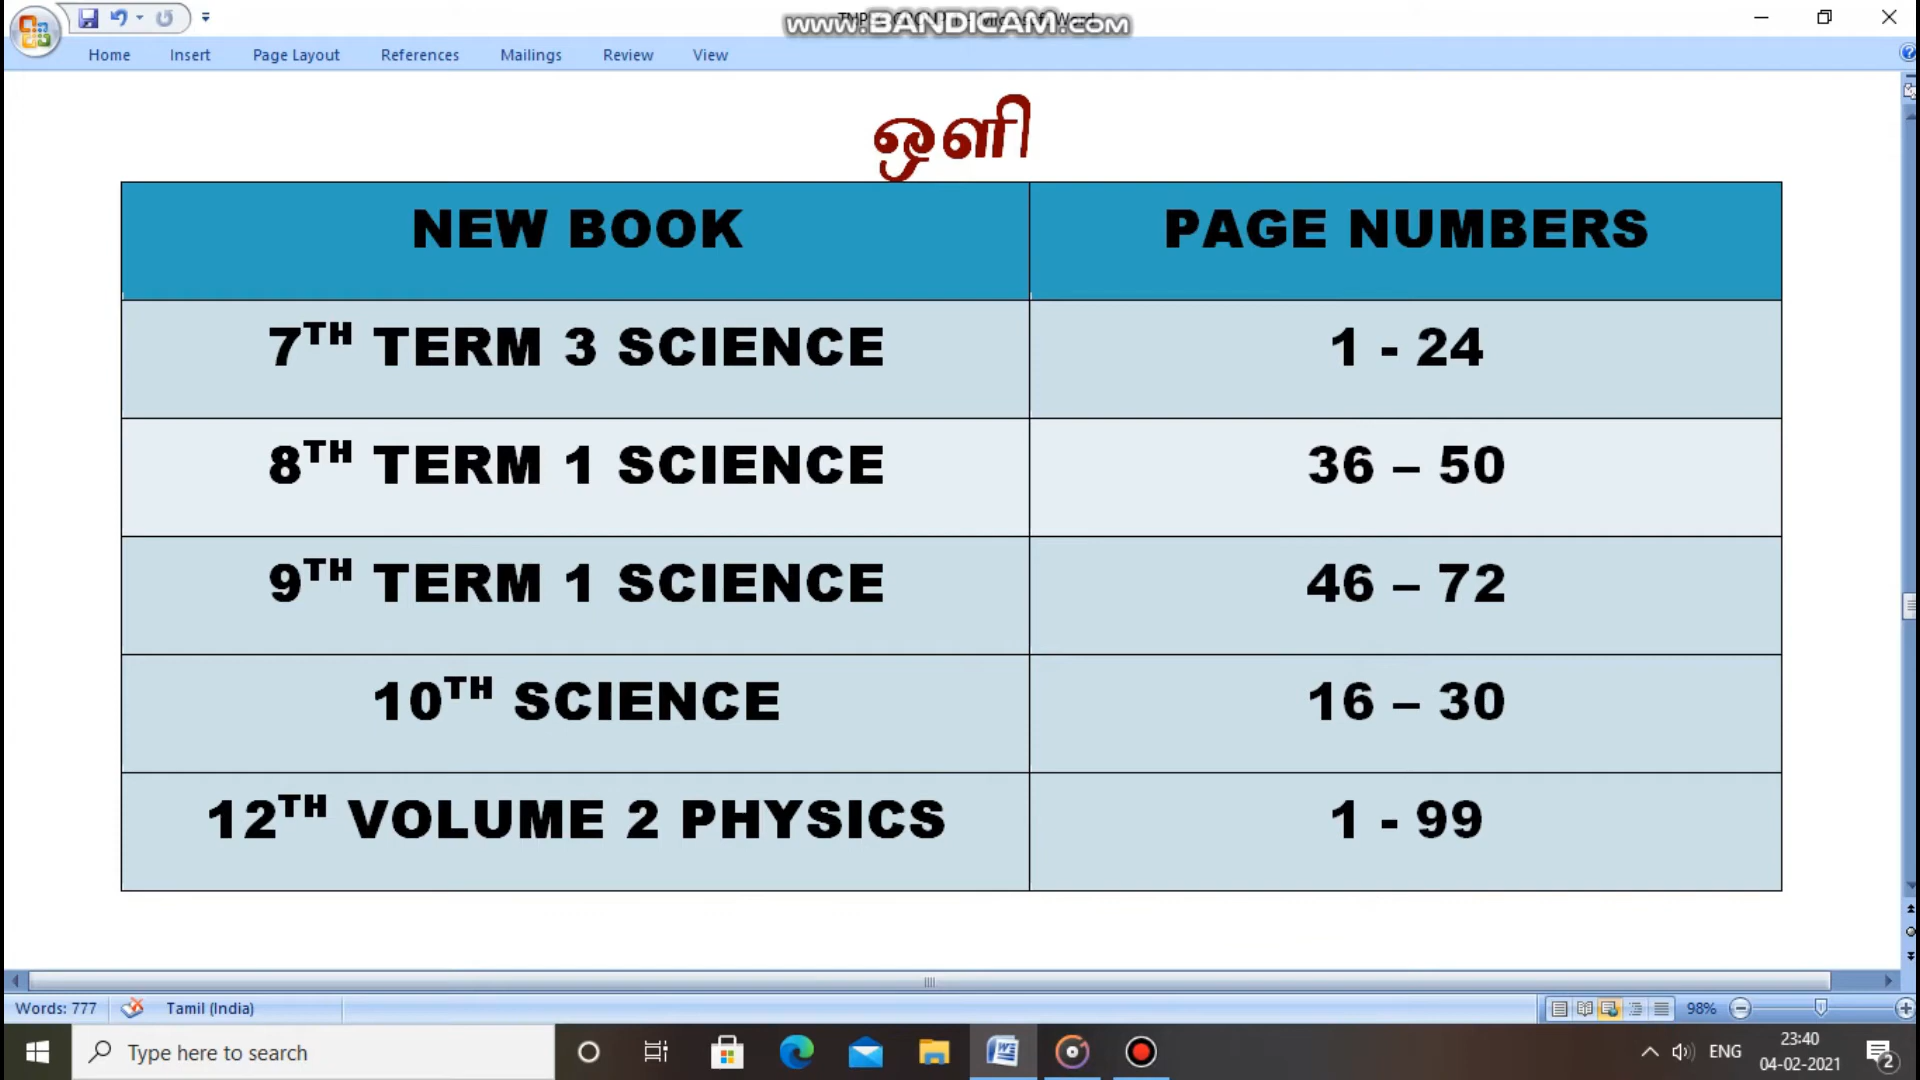 www.BANDICAM.com
Home Insert Page Layout References Mailings Review View
ஒளி
NEW BOOK PAGE NUMBERS
7TH TERM 3 SCIENCE 1 - 24
8TH TERM 1 SCIENCE 36 – 50
9TH TERM 1 SCIENCE 46 – 72
10TH SCIENCE 16 – 30
12TH VOLUME 2 PHYSICS 1 - 99
Words: 777 Tamil (India) 98%
Type here to search ENG 23:40
04-02-2021 2